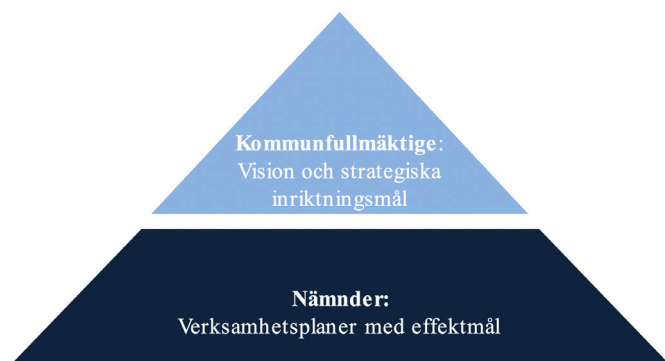 Kommunfullmäktige:
Vision och strategiska
inriktningsmål
Nämnder:
Verksamhetsplaner med effektmål